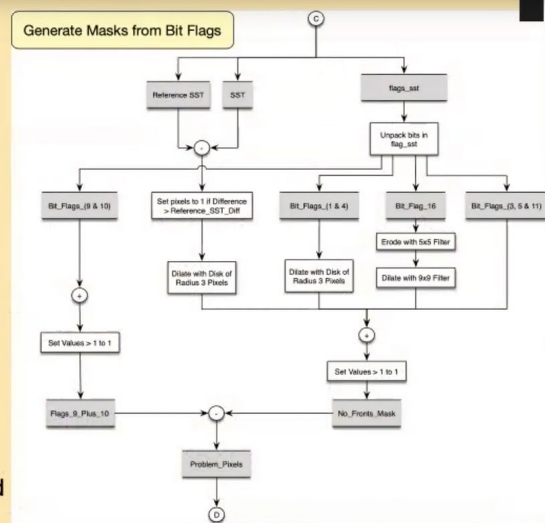 Generate Masks from Bit Flags
C
Reference SST
SST
flags_sst
-
Unpack bits in
flag_sst
Bit_Flags_(9 & 10)
Set pixels to 1 if Difference
> Reference_SST_Diff
Bit_Flags_(1 & 4)
Bit_Flag_16
Bit_Flags_(3, 5 & 11)
Erode with 5x5 Filter
Dilate with Disk of
Radius 3 Pixels
Dilate with Disk of
Radius 3 Pixels
Dilate with 9x9 Filter
+
+
Set Values > 1 to 1
Set Values > 1 to 1
Flags_9_Plus_10
-
No_Fronts_Mask
Problem_Pixels
D